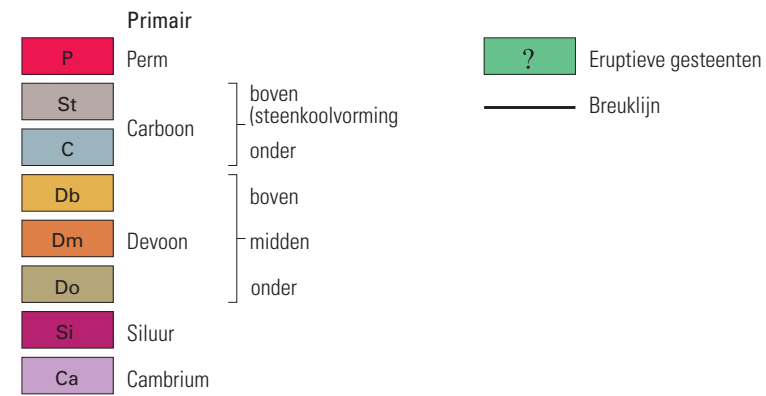 Primair
P Perm
St
boven
(steenkoolvorming
Carboon
C
onder
Db
boven
Dm Devoon
midden
Do
onder
Si Siluur
Ca Cambrium
? Eruptieve gesteenten
Breuklijn